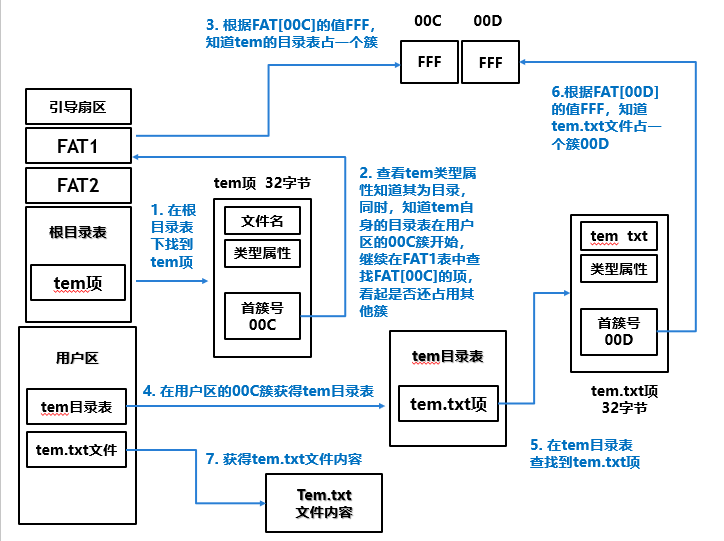 3. 根据FAT[00C]的值FFF,
知道tem的目录表占一个簇
00C
00D
FFF
FFF
6.根据FAT[00D]
的值FFF，知道
tem.txt文件占一
个簇00D
引导扇区
FAT1
FAT2
根目录表
tem项
1. 在根
目录表
下找到
tem项
tem项 32字节
文件名
类型属性
首簇号
00C
2. 查看tem类型属
性知道其为目录，
同时，知道tem自
身的目录表在用户
区的00C簇开始，
继续在FAT1表中查
找FAT[00C]的项，
看起是否还占用其
他簇
tem txt
类型属性
首簇号
00D
tem.txt项
32字节
用户区
tem目录表
tem.txt文件
4. 在用户区的00C簇获得tem目录表
tem目录表
tem.txt项
5. 在tem目录表
查找到tem.txt项
7. 获得tem.txt文件内容
Tem.txt
文件内容